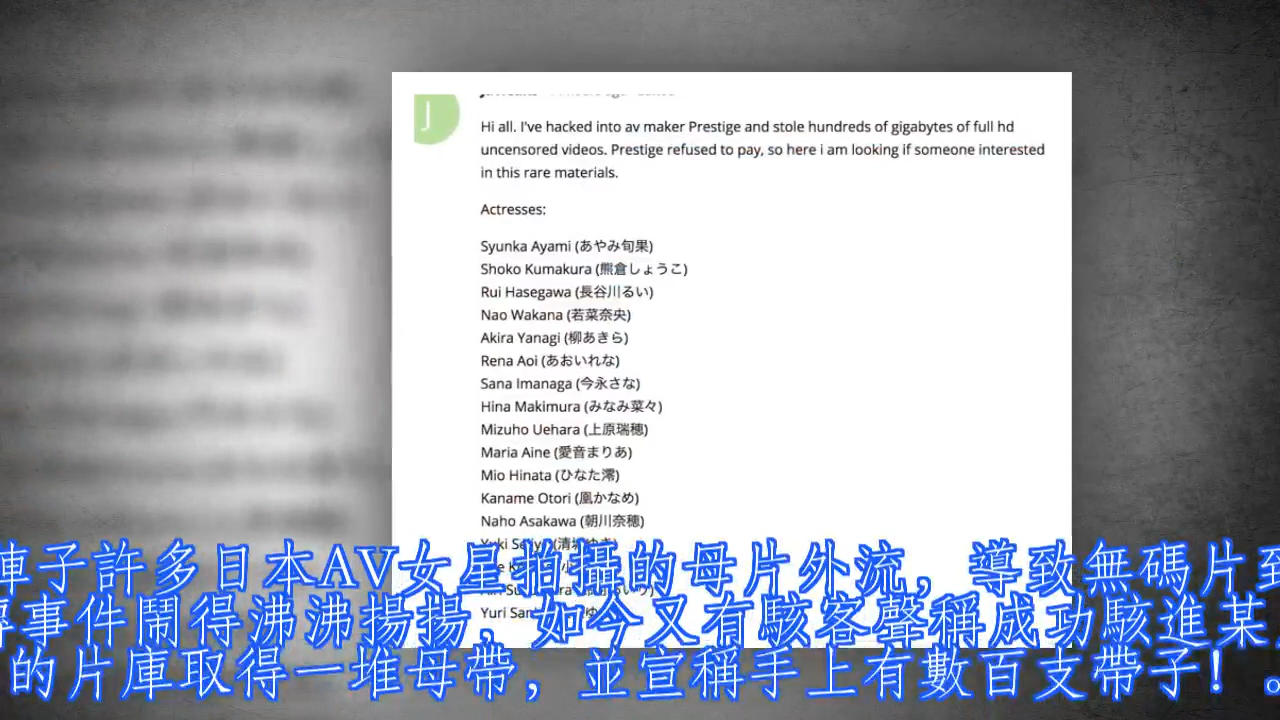 J
Hi all. I've hacked into av maker Prestige and stole hundreds of gigabytes of full hd
uncensored videos. Prestige refused to pay, so here i am looking if someone interested
in this rare materials.
Actresses:
Syunka Ayami (あやみ旬果)
Shoko Kumakura (熊倉しょうこ)
Rui Hasegawa (長谷川るい)
Nao Wakana (若菜奈央)
Akira Yanagi (柳あきら)
Rena Aoi (あおいれな)
Sana Imanaga (今永さな)
Hina Makimura (みなみ菜々)
Mizuho Uehara (上原瑞穂)
Maria Aine (愛音まりあ)
Mio Hinata (ひなた澪)
Kaname Otori (凰かなめ)
Naho Asakawa (朝川奈穂)
Yuri
陣子許多日本AV女星拍攝的母片外流，導致無碼片到
事件鬧得沸沸揚揚，如今又有駭客聲稱成功駭進某
的片庫取得一堆母帶，並宣稱手上有數百支帶子！。